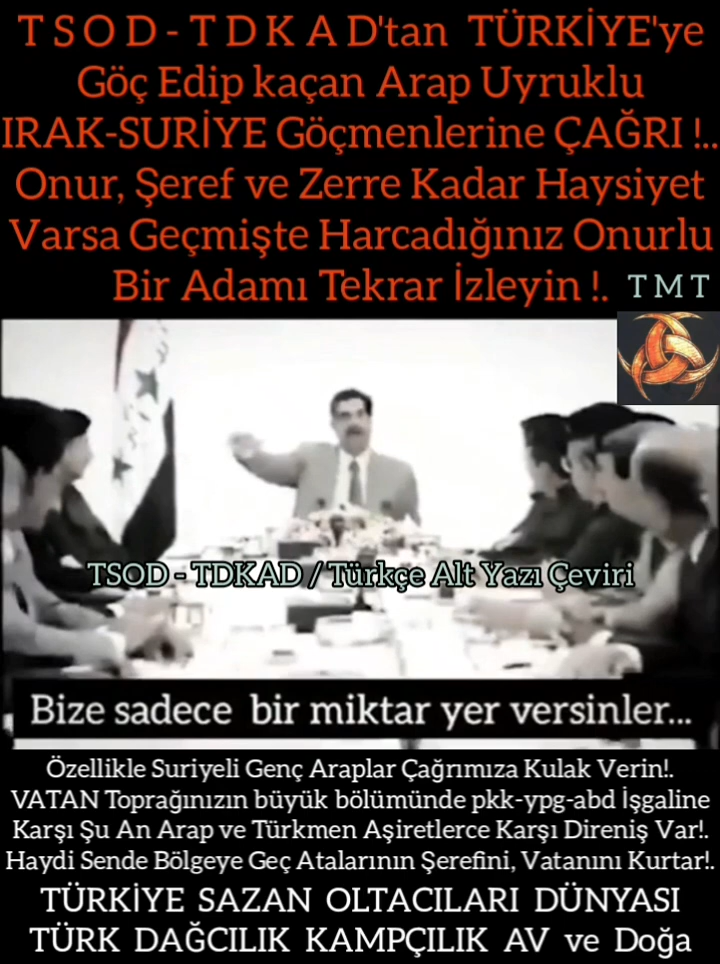 T S O D - T D K A D'tan TÜRKİYE'ye
Göç Edip kaçan Arap Uyruklu
IRAK-SURİYE Göçmenlerine ÇAĞRI !..
Onur, Şeref ve Zerre Kadar Haysiyet
Varsa Geçmişte Harcadığınız Onurlu
Bir Adamı Tekrar İzleyin !. T M T
TSOD - TDKAD / Türkçe Alt Yazı Çeviri
Bize sadece bir miktar yer versinler...
Özellikle Suriyeli Genç Araplar Çağrımıza Kulak Verin!.
VATAN Toprağınızın büyük bölümünde pkk-ypg-abd İşgaline
Karşı Şu An Arap ve Türkmen Aşiretlerce Karşı Direniş Var!.
Haydi Sende Bölgeye Geç Atalarının Şerefini, Vatanını Kurtar!.
TÜRKİYE SAZAN OLTACILARI DÜNYASI
TÜRK DAĞCILIK KAMPÇILIK AV ve Doğa